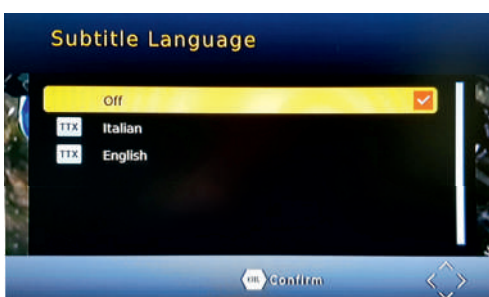 Subtitle Language
Off
TTX Italian
TTX English
Confirm